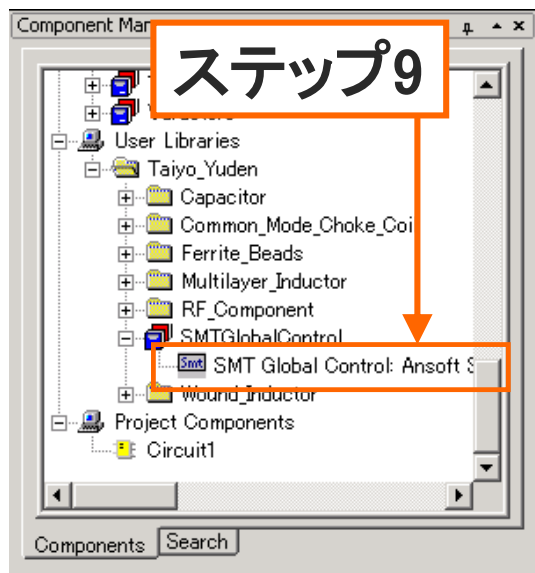 Component Mar
ステップ9
User Libraries
Taiyo_Yuden
Capacitor
Common_Mode_Choke_Coi
Ferrite_Beads
Multilayer_Inductor
RF_Component
SMTGlobalControl
Smt SMT Global Control: Ansoft S
Wound_Inductor
Project Components
Circuit1
Components Search